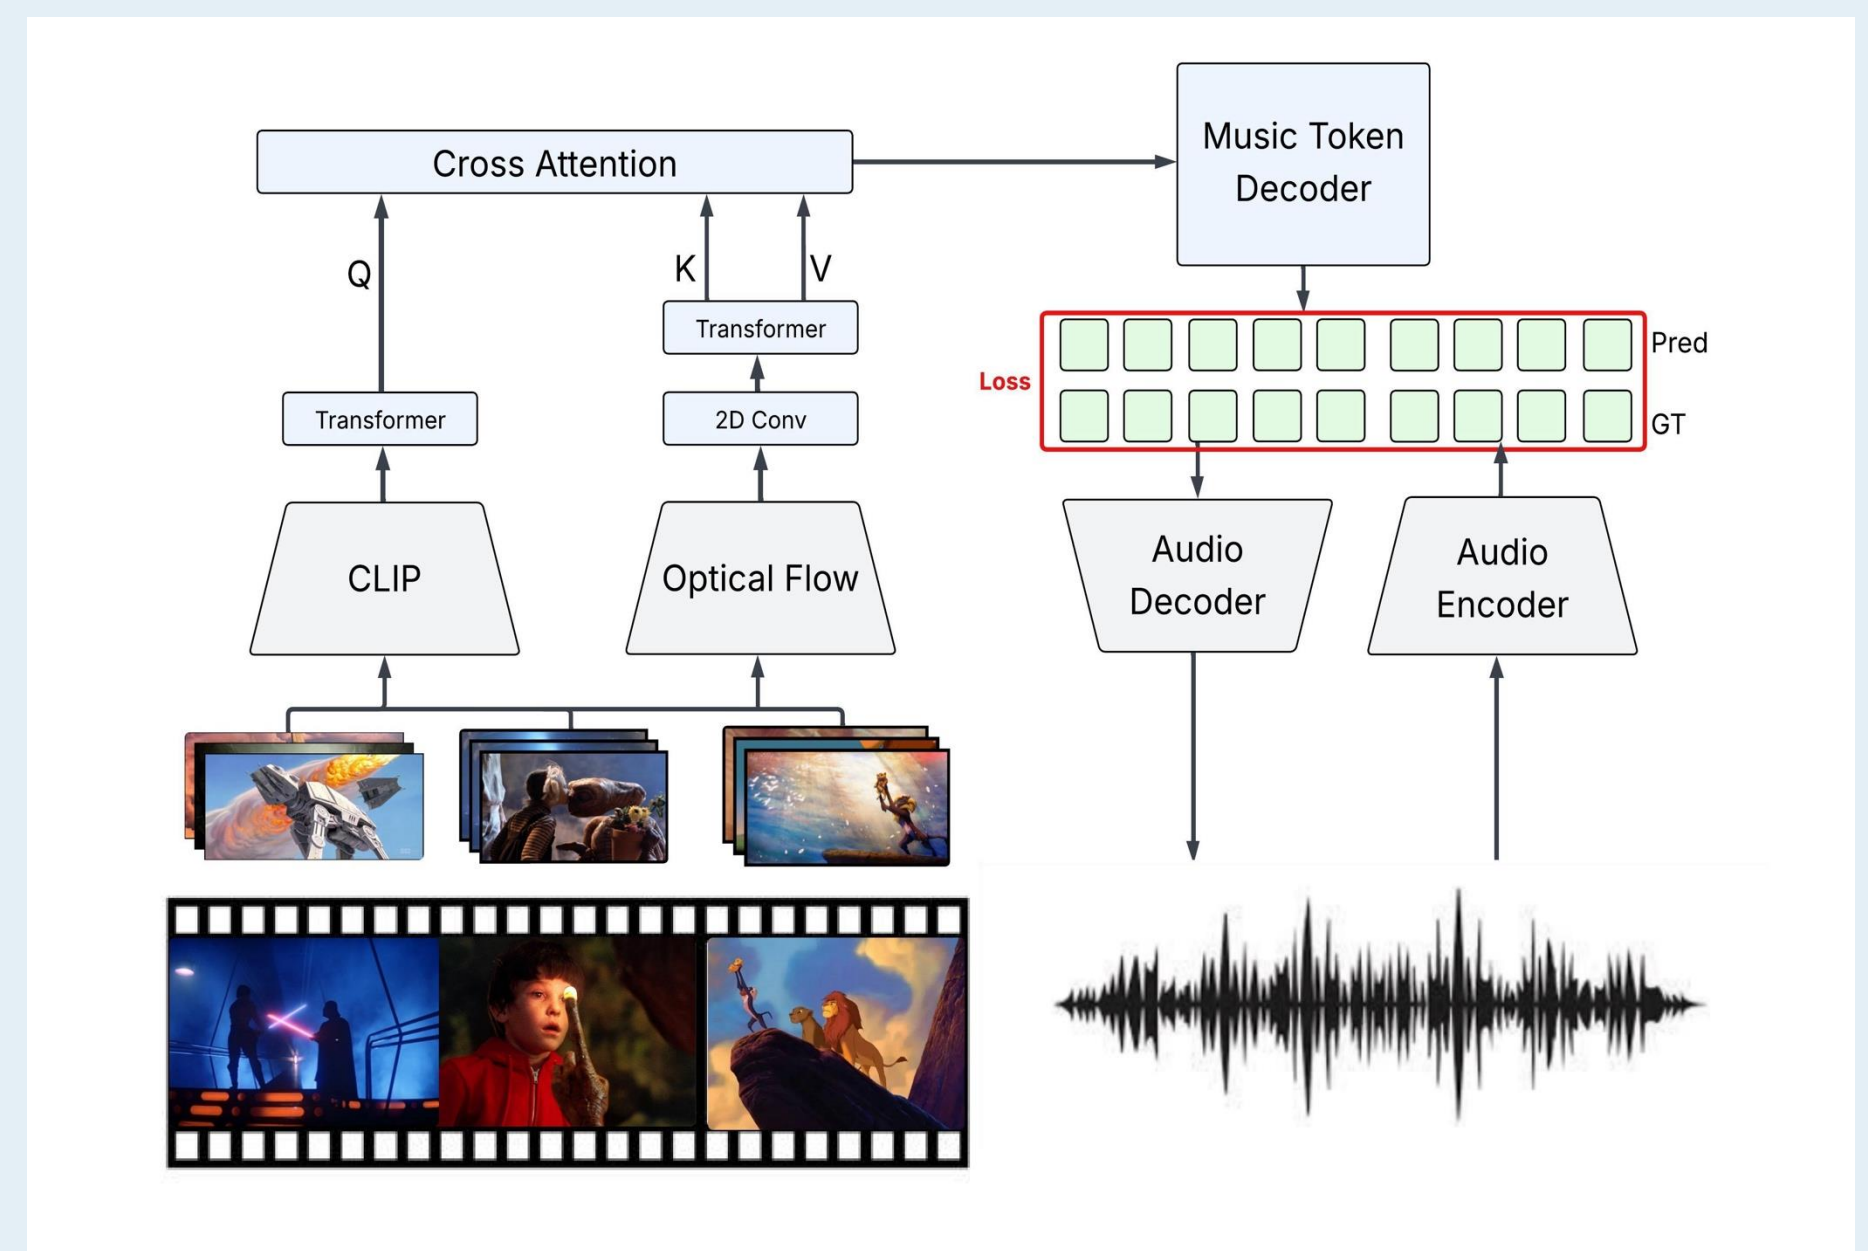 Cross Attention
Music Token
Decoder
Q
K
V
Transformer
Transformer
2D Conv
CLIP
Optical Flow
Loss
Pred
GT
Audio
Decoder
Audio
Encoder